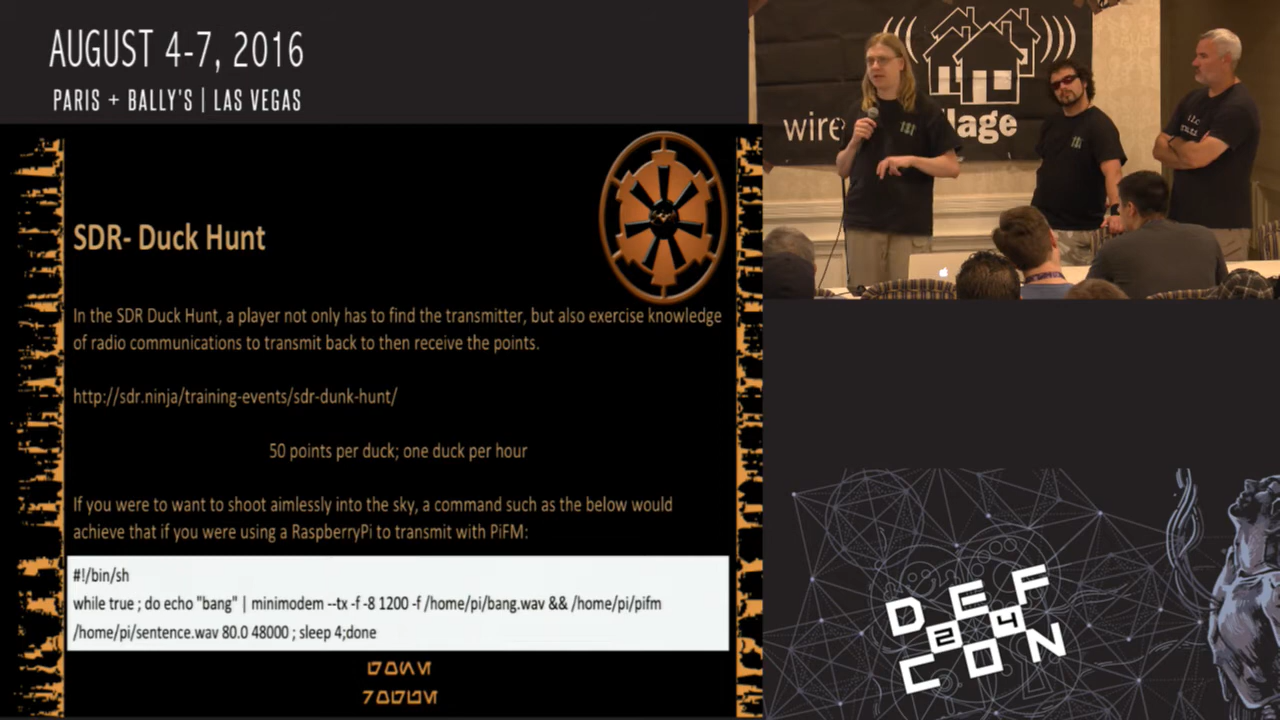 AUGUST 4-7, 2016
PARIS + BALLY'S | LAS VEGAS
SDR- Duck Hunt
In the SDR Duck Hunt, a player not only has to find the transmitter, but also exercise knowledge
of radio communications to transmit back to then receive the points.
http://sdr.ninja/training-events/sdr-dunk-hunt/
50 points per duck; one duck per hour
If you were to want to shoot aimlessly into the sky, a command such as the below would
achieve that if you were using a RaspberryPi to transmit with PiFM:
#!/bin/sh
while true ; do echo "bang" | minimodem --tx -f -8 1200 -f /home/pi/bang.wav && /home/pi/pifm
/home/pi/sentence.wav 80.0 48000 ; sleep 4;done
wire lage
DEF
24
CON